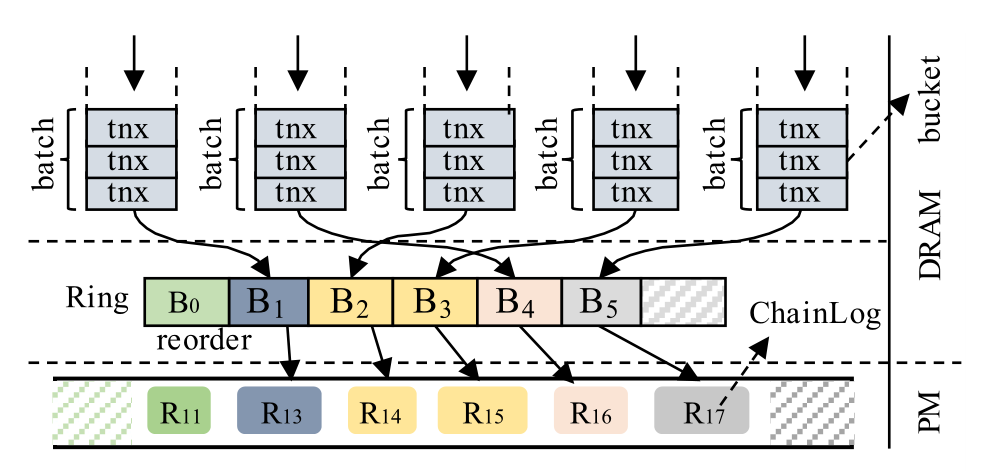 bucket
batch
tnx
tnx
tnx
batch
tnx
tnx
tnx
batch
tnx
tnx
tnx
batch
tnx
tnx
tnx
batch
tnx
tnx
tnx
DRAM
Ring
B0 B1 B2 B3 B4 B5
reorder
ChainLog
R11 R13 R14 R15 R16 R17
PM